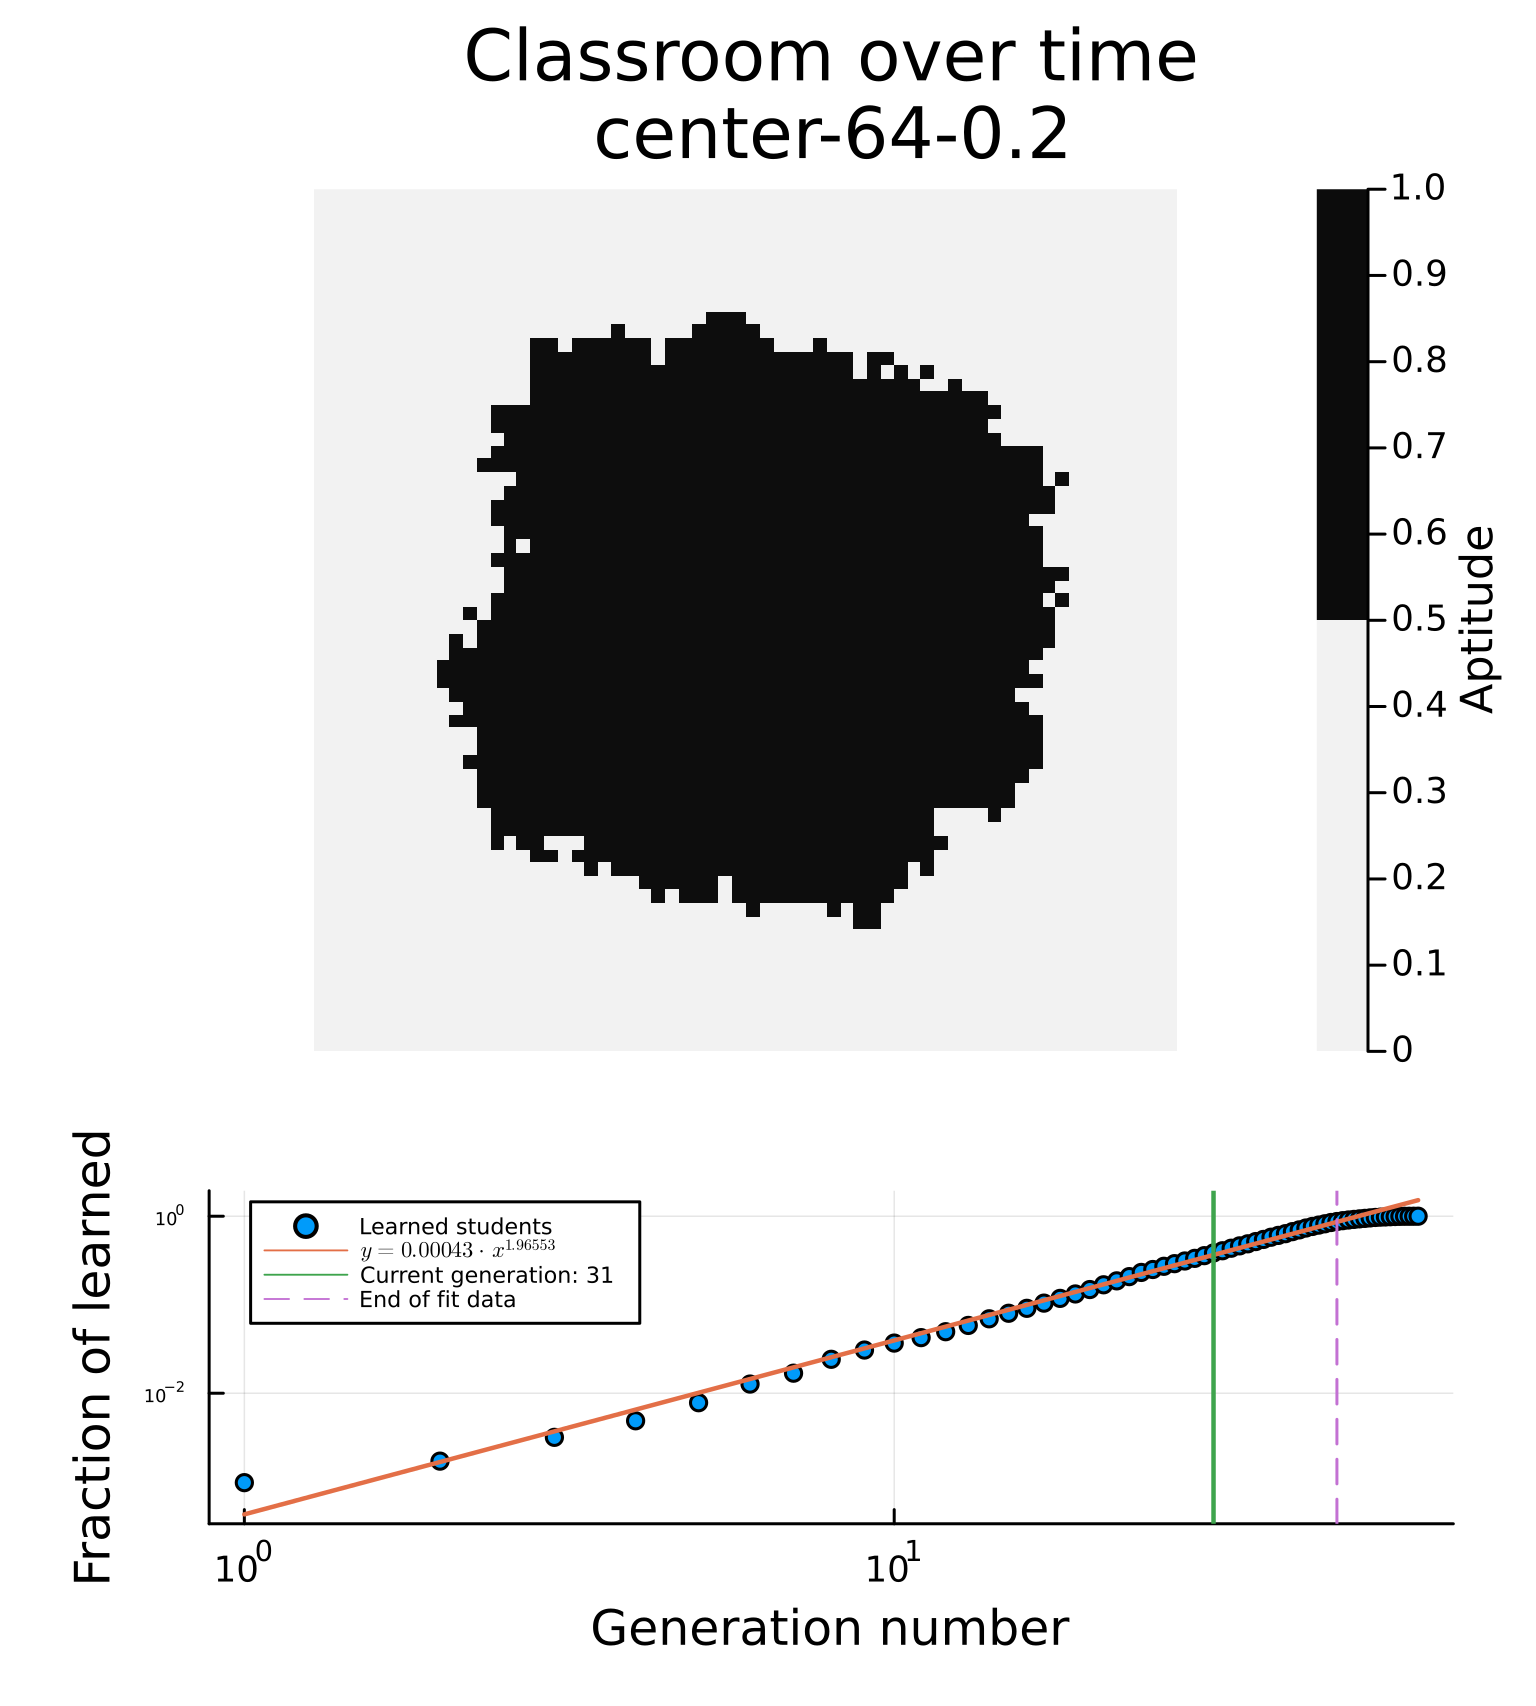 Classroom over time
center-64-0.2
1.0
0.9
0.8
0.7
0.6
0.5
0.4
0.3
0.2
0.1
0
Aptitude
Fraction of learned
10^0
10^-2
Learned students
y = 0.00043 · x^1.96553
Current generation: 31
End of fit data
10^0
10^1
Generation number